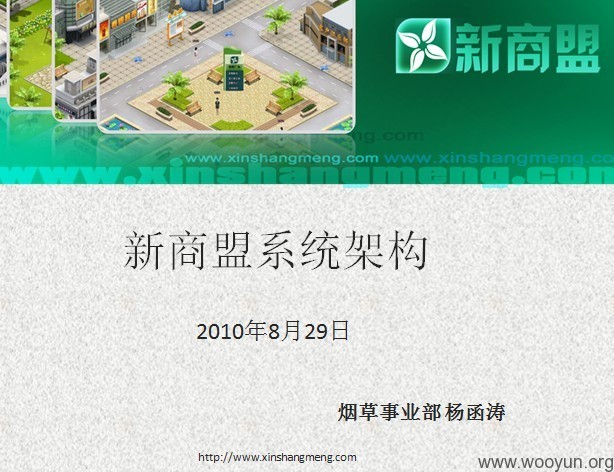 新商盟
www.xinshangmeng.com
www.xinshangmeng.com
www.xinshangmeng.com
新商盟系统架构
2010年8月29日
烟草事业部 杨函涛
http://www.xinshangmeng.com
www.wooyun.org